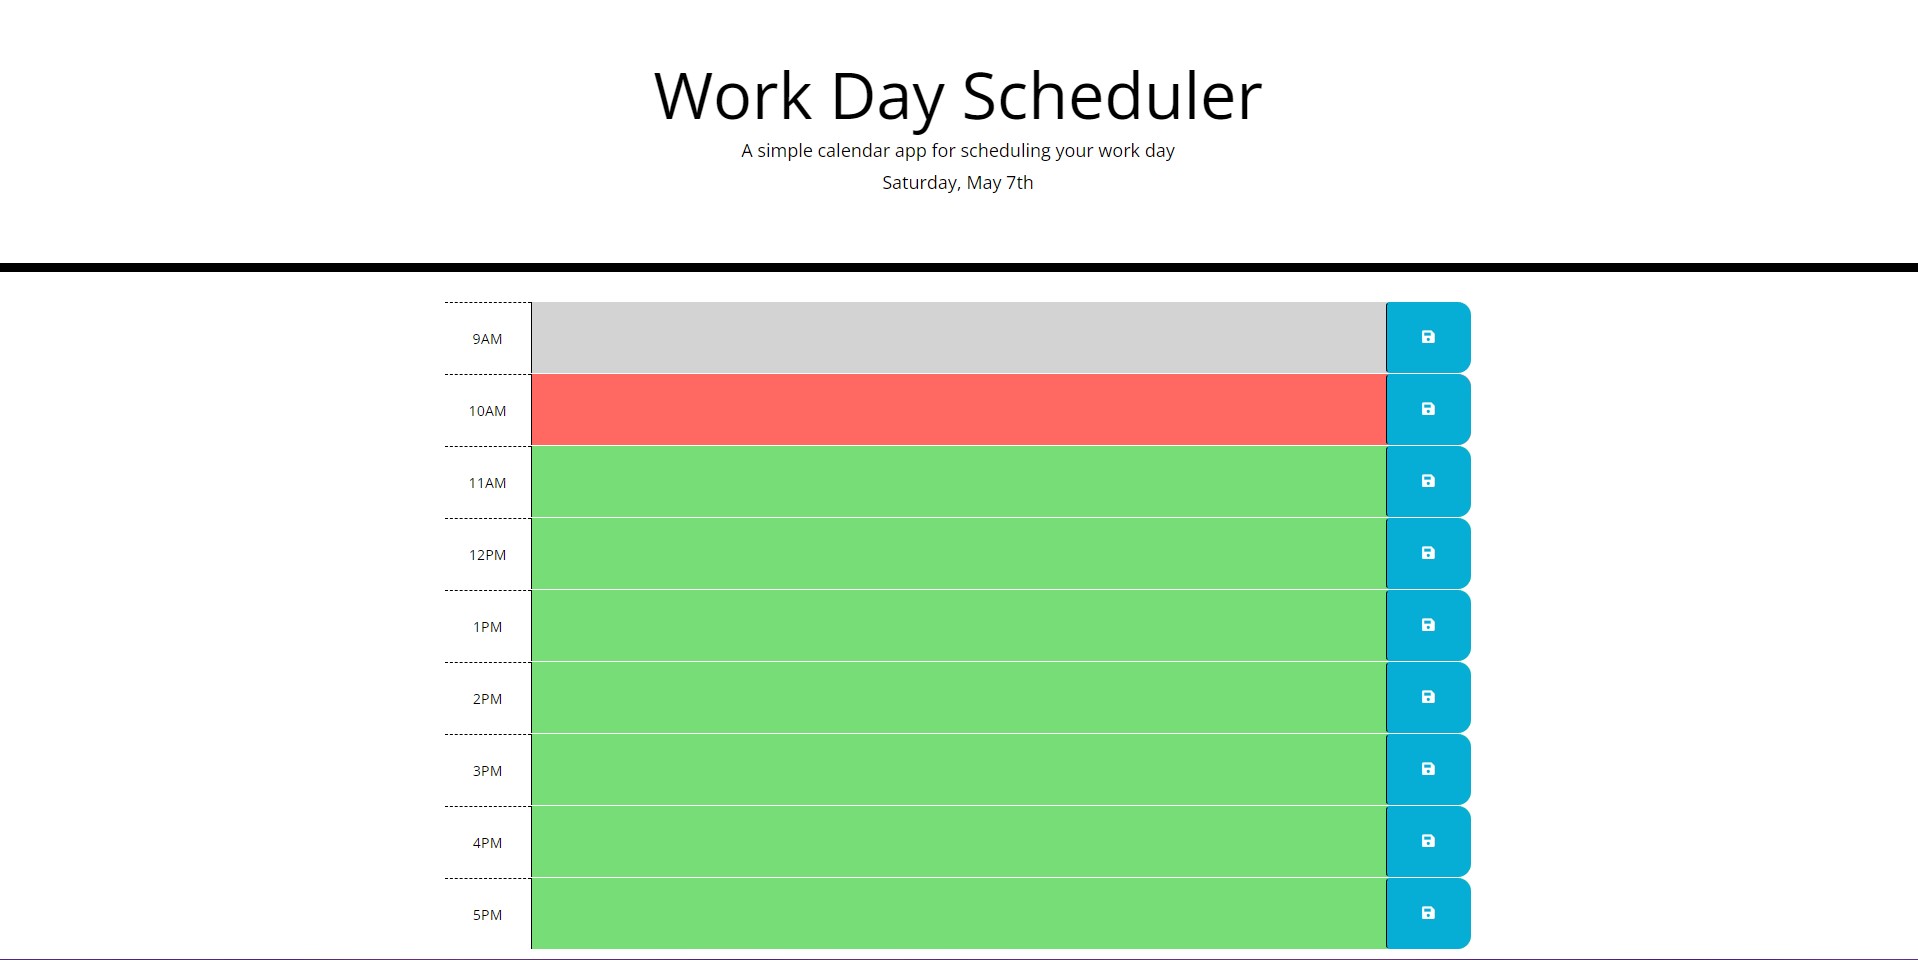 Work Day Scheduler
A simple calendar app for scheduling your work day
Saturday, May 7th
9AM
10AM
11AM
12PM
1PM
2PM
3PM
4PM
5PM